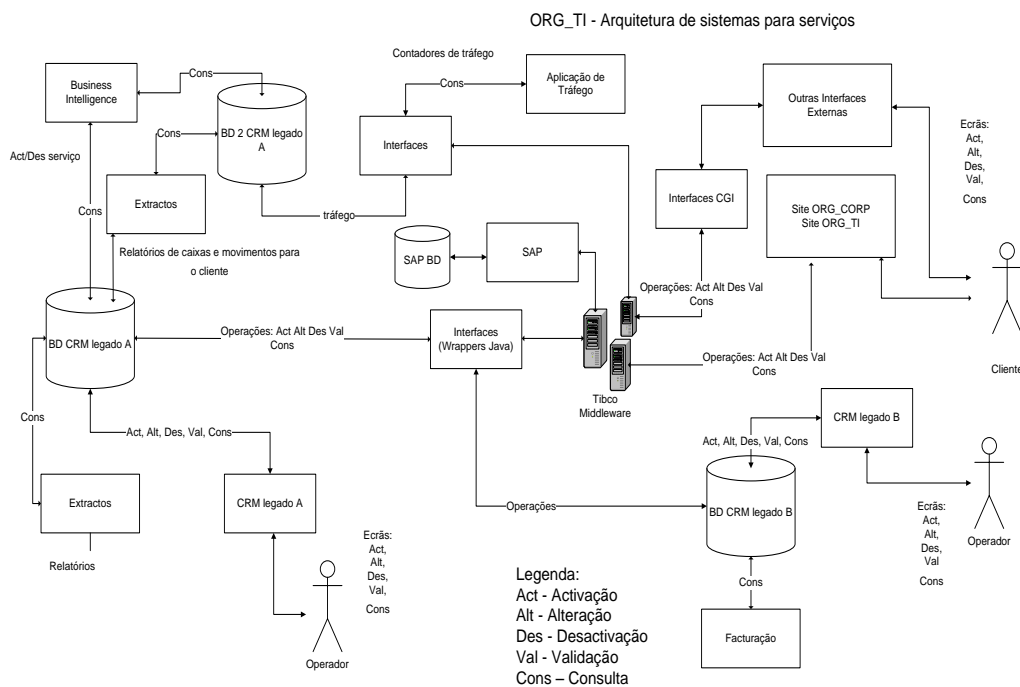 ORG_TI - Arquitetura de sistemas para serviços
Contadores de tráfego
Business
Intelligence
Cons
BD 2 CRM legado
A
Cons
Aplicação de
Tráfego
Outras Interfaces
Externas
Ecrãs:
Act,
Alt,
Des,
Val,
Cons
Act/Des serviço
Cons
Interfaces
Extractos
Cons
tráfego
Interfaces CGI
Site ORG_CORP
Site ORG_TI
Relatórios de caixas e movimentos para
o cliente
SAP BD
SAP
Operações: Act Alt Des Val
Cons
BD CRM legado A
Operações: Act Alt Des Val
Cons
Interfaces
(Wrappers Java)
Operações: Act Alt Des Val
Cons
Cliente
Tibco
Middleware
Cons
Act, Alt, Des, Val, Cons
Act, Alt, Des, Val, Cons
CRM legado B
Extractos
CRM legado A
Operações
BD CRM legado B
Ecrãs:
Act,
Alt,
Des,
Val
Cons
Operador
Relatórios
Ecrãs:
Act,
Alt,
Des,
Val,
Cons
Operador
Cons
Facturação
Legenda:
Act - Activação
Alt - Alteração
Des - Desactivação
Val - Validação
Cons – Consulta